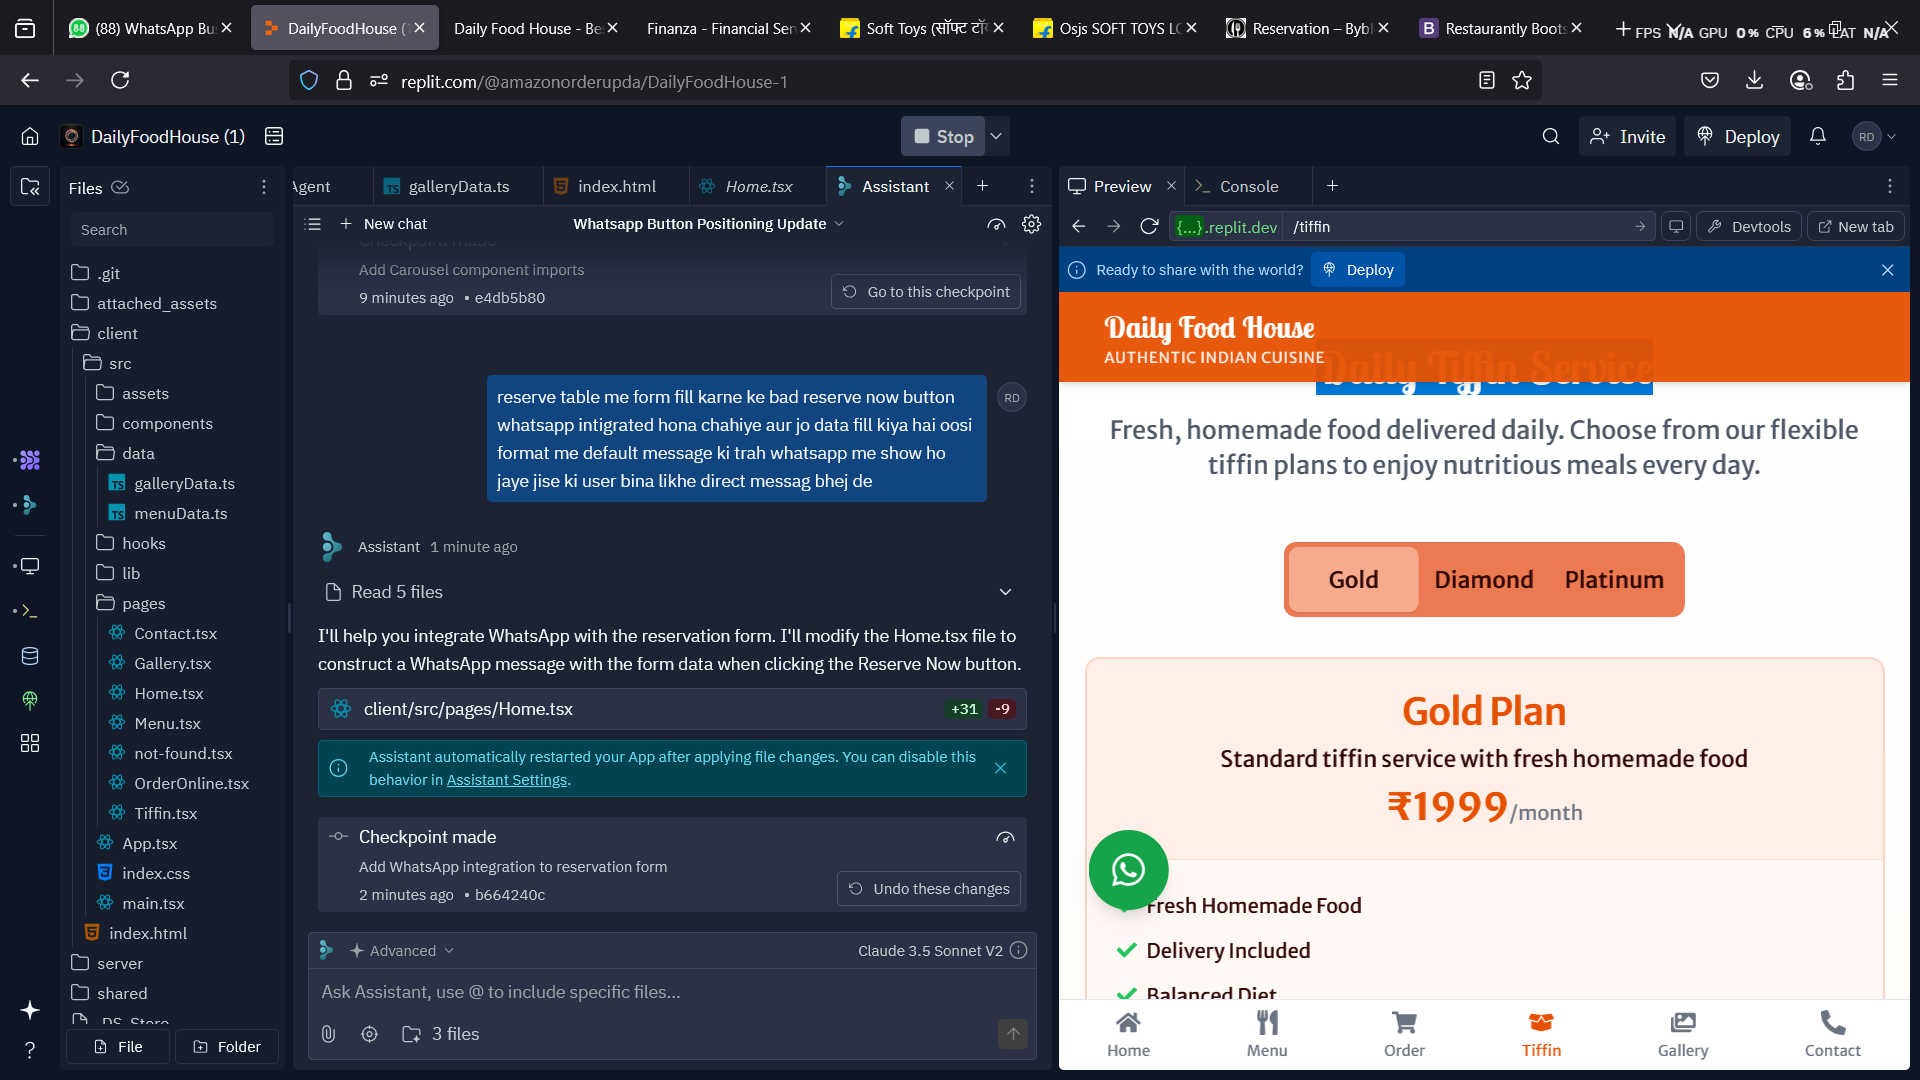 (88) WhatsApp Bu
DailyFoodHouse (1
Daily Food House - Be
Finanza - Financial Ser
Soft Toys (सॉफ्ट टॉय
Osjs SOFT TOYS LO
Reservation – Bybl
Restaurantly Boots
FPS N/A GPU 0% CPU 6% LAT N/A
replit.com/@amazonorderupda/DailyFoodHouse-1
DailyFoodHouse (1)
Stop
Invite
Deploy
RD
Files
Search
.git
attached_assets
client
src
assets
components
data
galleryData.ts
menuData.ts
hooks
lib
pages
Contact.tsx
Gallery.tsx
Home.tsx
Menu.tsx
not-found.tsx
OrderOnline.tsx
Tiffin.tsx
App.tsx
index.css
main.tsx
index.html
server
shared
.DS_Store
File
Folder
Agent
galleryData.ts
index.html
Home.tsx
Assistant
New chat
Whatsapp Button Positioning Update
Checkpoint made
Add Carousel component imports
9 minutes ago • e4db5b80
Go to this checkpoint
reserve table me form fill karne ke bad reserve now button
whatsapp intigrated hona chahiye aur jo data fill kiya hai oosi
format me default message ki trah whatsapp me show ho
jaye jise ki user bina likhe direct messag bhej de
RD
Assistant 1 minute ago
Read 5 files
I'll help you integrate WhatsApp with the reservation form. I'll modify the Home.tsx file to
construct a WhatsApp message with the form data when clicking the Reserve Now button.
client/src/pages/Home.tsx
+31 -9
Assistant automatically restarted your App after applying file changes. You can disable this
behavior in Assistant Settings.
Checkpoint made
Add WhatsApp integration to reservation form
2 minutes ago • b664240c
Undo these changes
Advanced
Claude 3.5 Sonnet V2
Ask Assistant, use @ to include specific files...
3 files
Preview
Console
{...}.replit.dev
/tiffin
Devtools
New tab
Ready to share with the world?
Deploy
Daily Food House
AUTHENTIC INDIAN CUISINE
Daily Tiffin Service
Fresh, homemade food delivered daily. Choose from our flexible
tiffin plans to enjoy nutritious meals every day.
Gold
Diamond
Platinum
Gold Plan
Standard tiffin service with fresh homemade food
₹1999/month
Fresh Homemade Food
Delivery Included
Balanced Diet
Home
Menu
Order
Tiffin
Gallery
Contact